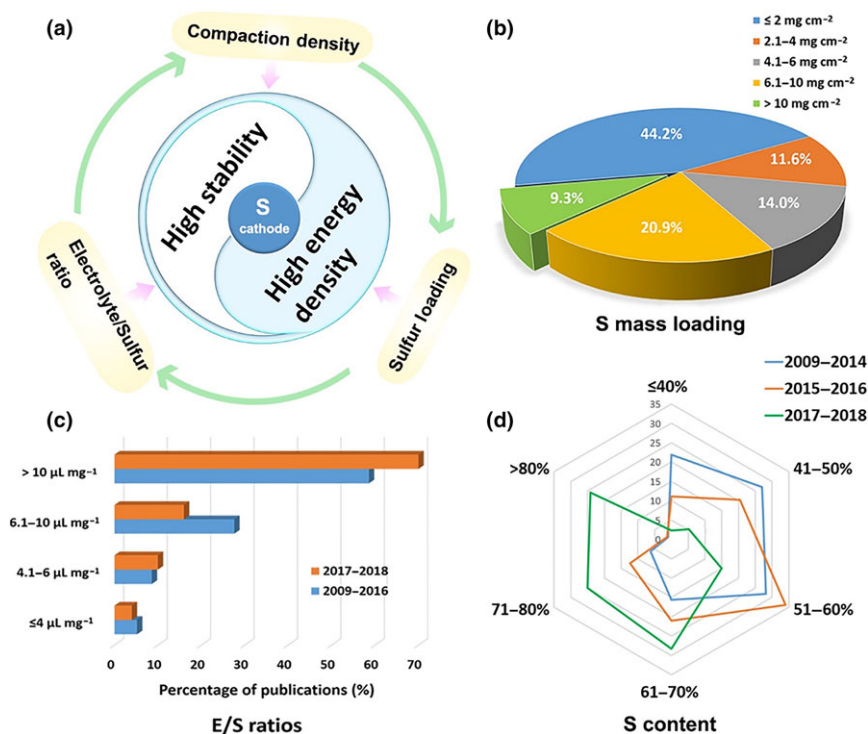 (a)
Compaction density
High stability
S
cathode
High energy
density
Electrolyte/Sulfur
ratio
Sulfur loading
(b)
≤ 2 mg cm⁻²
2.1–4 mg cm⁻²
4.1–6 mg cm⁻²
6.1–10 mg cm⁻²
> 10 mg cm⁻²
44.2%
11.6%
14.0%
20.9%
9.3%
S mass loading
(c)
> 10 μL mg⁻¹
6.1–10 μL mg⁻¹
4.1–6 μL mg⁻¹
≤4 μL mg⁻¹
2017–2018
2009–2016
0 10 20 30 40 50 60 70
Percentage of publications (%)
E/S ratios
(d)
2009–2014
2015–2016
2017–2018
≤40%
35
30
25
20
15
10
5
0
>80%
41–50%
71–80%
51–60%
61–70%
S content